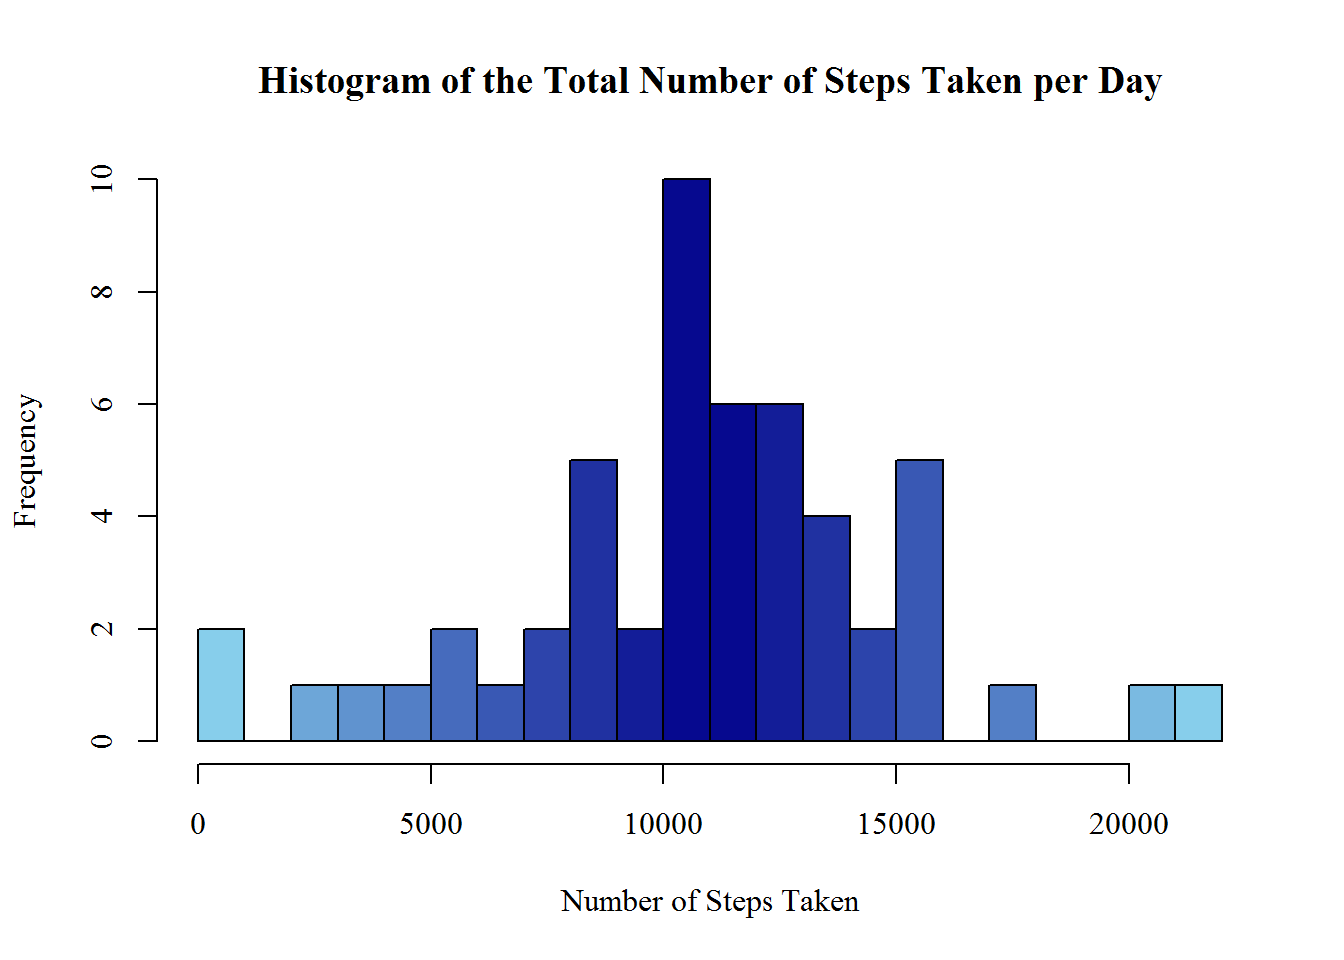 Histogram of the Total Number of Steps Taken per Day
10
8
6
4
2
0
Frequency
0 5000 10000 15000 20000
Number of Steps Taken